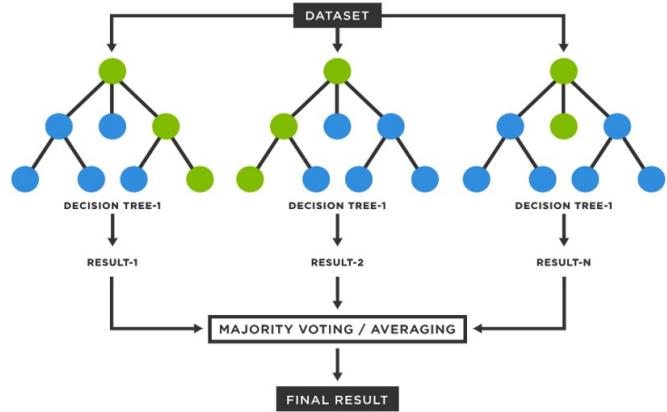 DATASET
DECISION TREE-1
DECISION TREE-1
DECISION TREE-1
RESULT-1
RESULT-2
RESULT-N
MAJORITY VOTING / AVERAGING
FINAL RESULT